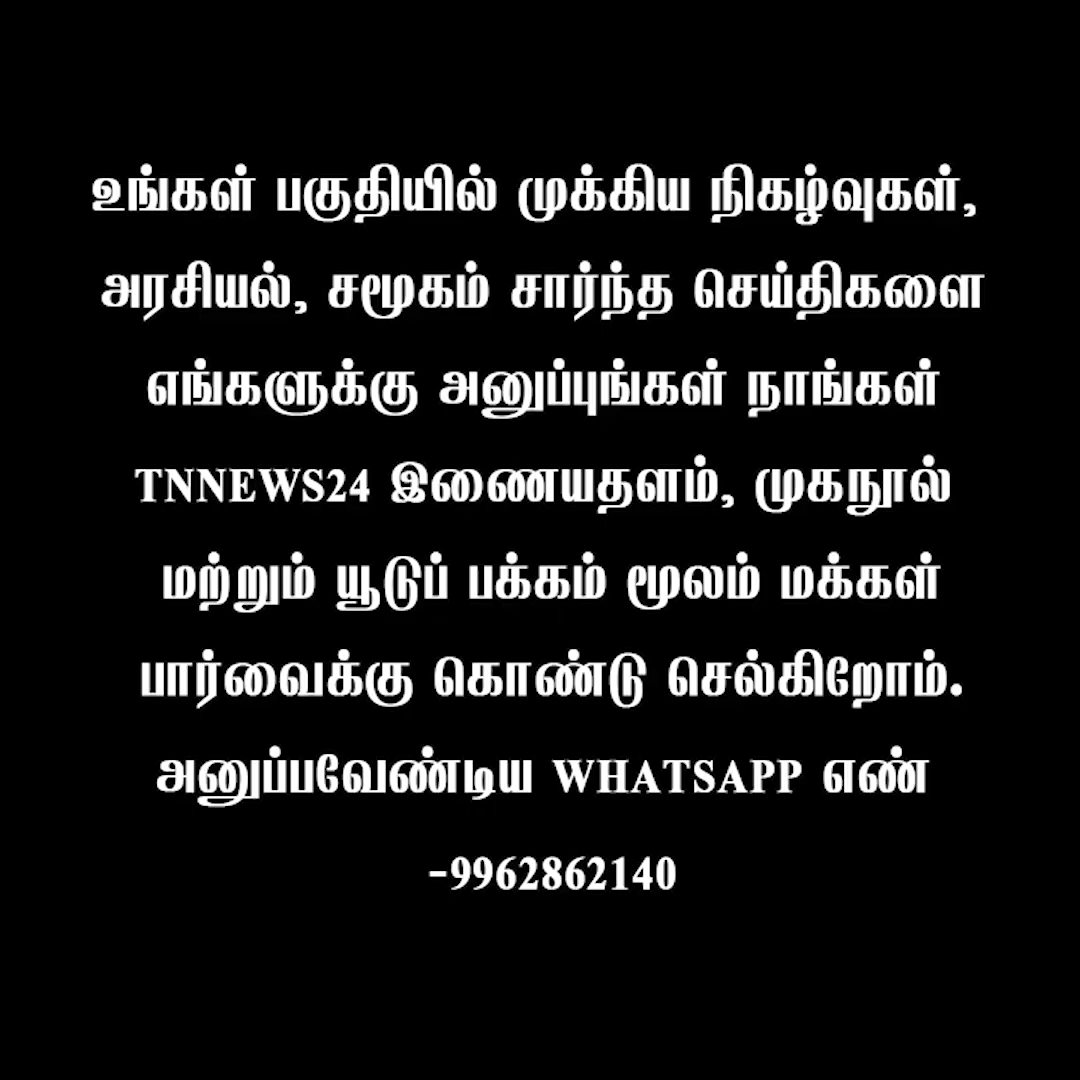 உங்கள் பகுதியில் முக்கிய நிகழ்வுகள்,
அரசியல், சமூகம் சார்ந்த செய்திகளை
எங்களுக்கு அனுப்புங்கள் நாங்கள்
TNNEWS24 இணையதளம், முகநூல்
மற்றும் யூடுப் பக்கம் மூலம் மக்கள்
பார்வைக்கு கொண்டு செல்கிறோம்.
அனுப்பவேண்டிய WHATSAPP எண்
-9962862140